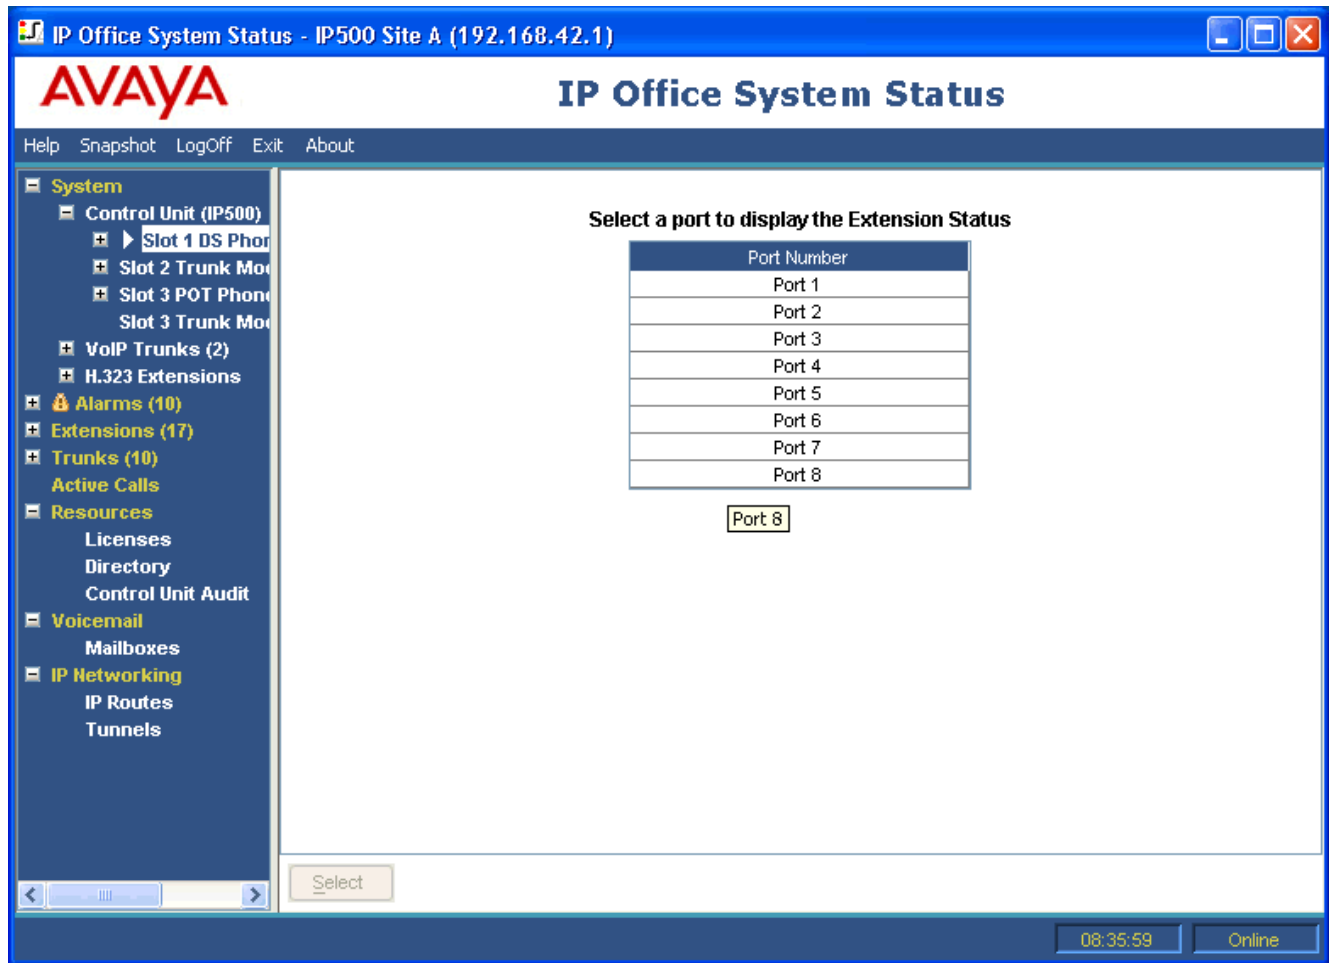 IP Office System Status - IP500 Site A (192.168.42.1)
AVAYA
IP Office System Status
Help Snapshot LogOff Exit About
System
Control Unit (IP500)
Slot 1 DS Phon
Slot 2 Trunk Mo
Slot 3 POT Phon
Slot 3 Trunk Mo
VoIP Trunks (2)
H.323 Extensions
Alarms (10)
Extensions (17)
Trunks (10)
Active Calls
Resources
Licenses
Directory
Control Unit Audit
Voicemail
Mailboxes
IP Networking
IP Routes
Tunnels
Select a port to display the Extension Status
Port Number
Port 1
Port 2
Port 3
Port 4
Port 5
Port 6
Port 7
Port 8
Port 8
Select
08:35:59 Online